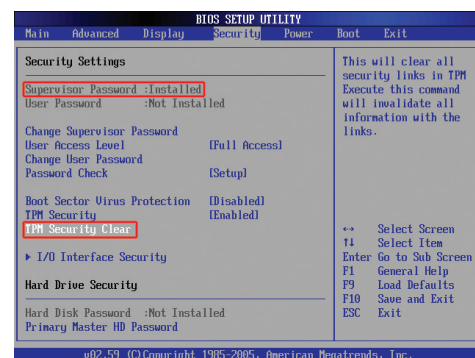 BIOS SETUP UTILITY
Main Advanced Display Security Power Boot Exit
Security Settings
Supervisor Password :Installed
User Password :Not Installed
Change Supervisor Password
User Access Level [Full Access]
Change User Password
Password Check [Setup]
Boot Sector Virus Protection [Disabled]
TPM Security [Enabled]
TPM Security Clear
▶ I/O Interface Security
Hard Drive Security
Hard Disk Password :Not Installed
Primary Master HD Password
This will clear all
security links in TPM
Execute this command
will invalidate all
information with the
links.
↔ Select Screen
↑↓ Select Item
Enter Go to Sub Screen
F1 General Help
F9 Load Defaults
F10 Save and Exit
ESC Exit
v02.59 (C)Copyright 1985-2005, American Megatrends, Inc.